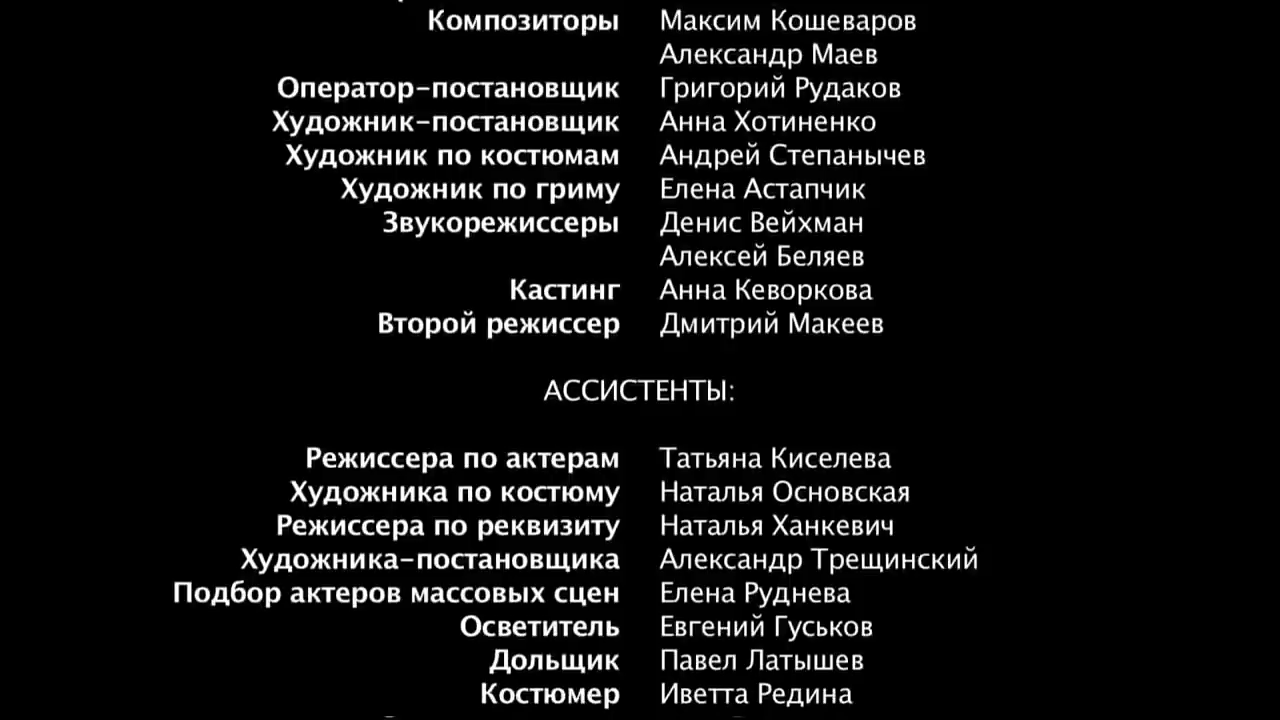 Композиторы Максим Кошеваров
Александр Маев
Оператор-постановщик Григорий Рудаков
Художник-постановщик Анна Хотиненко
Художник по костюмам Андрей Степанычев
Художник по гриму Елена Астапчик
Звукорежиссеры Денис Вейхман
Алексей Беляев
Кастинг Анна Кеворкова
Второй режиссер Дмитрий Макеев
АССИСТЕНТЫ:
Режиссера по актерам Татьяна Киселева
Художника по костюму Наталья Основская
Режиссера по реквизиту Наталья Ханкевич
Художника-постановщика Александр Трещинский
Подбор актеров массовых сцен Елена Руднева
Осветитель Евгений Гуськов
Дольщик Павел Латышев
Костюмер Иветта Редина